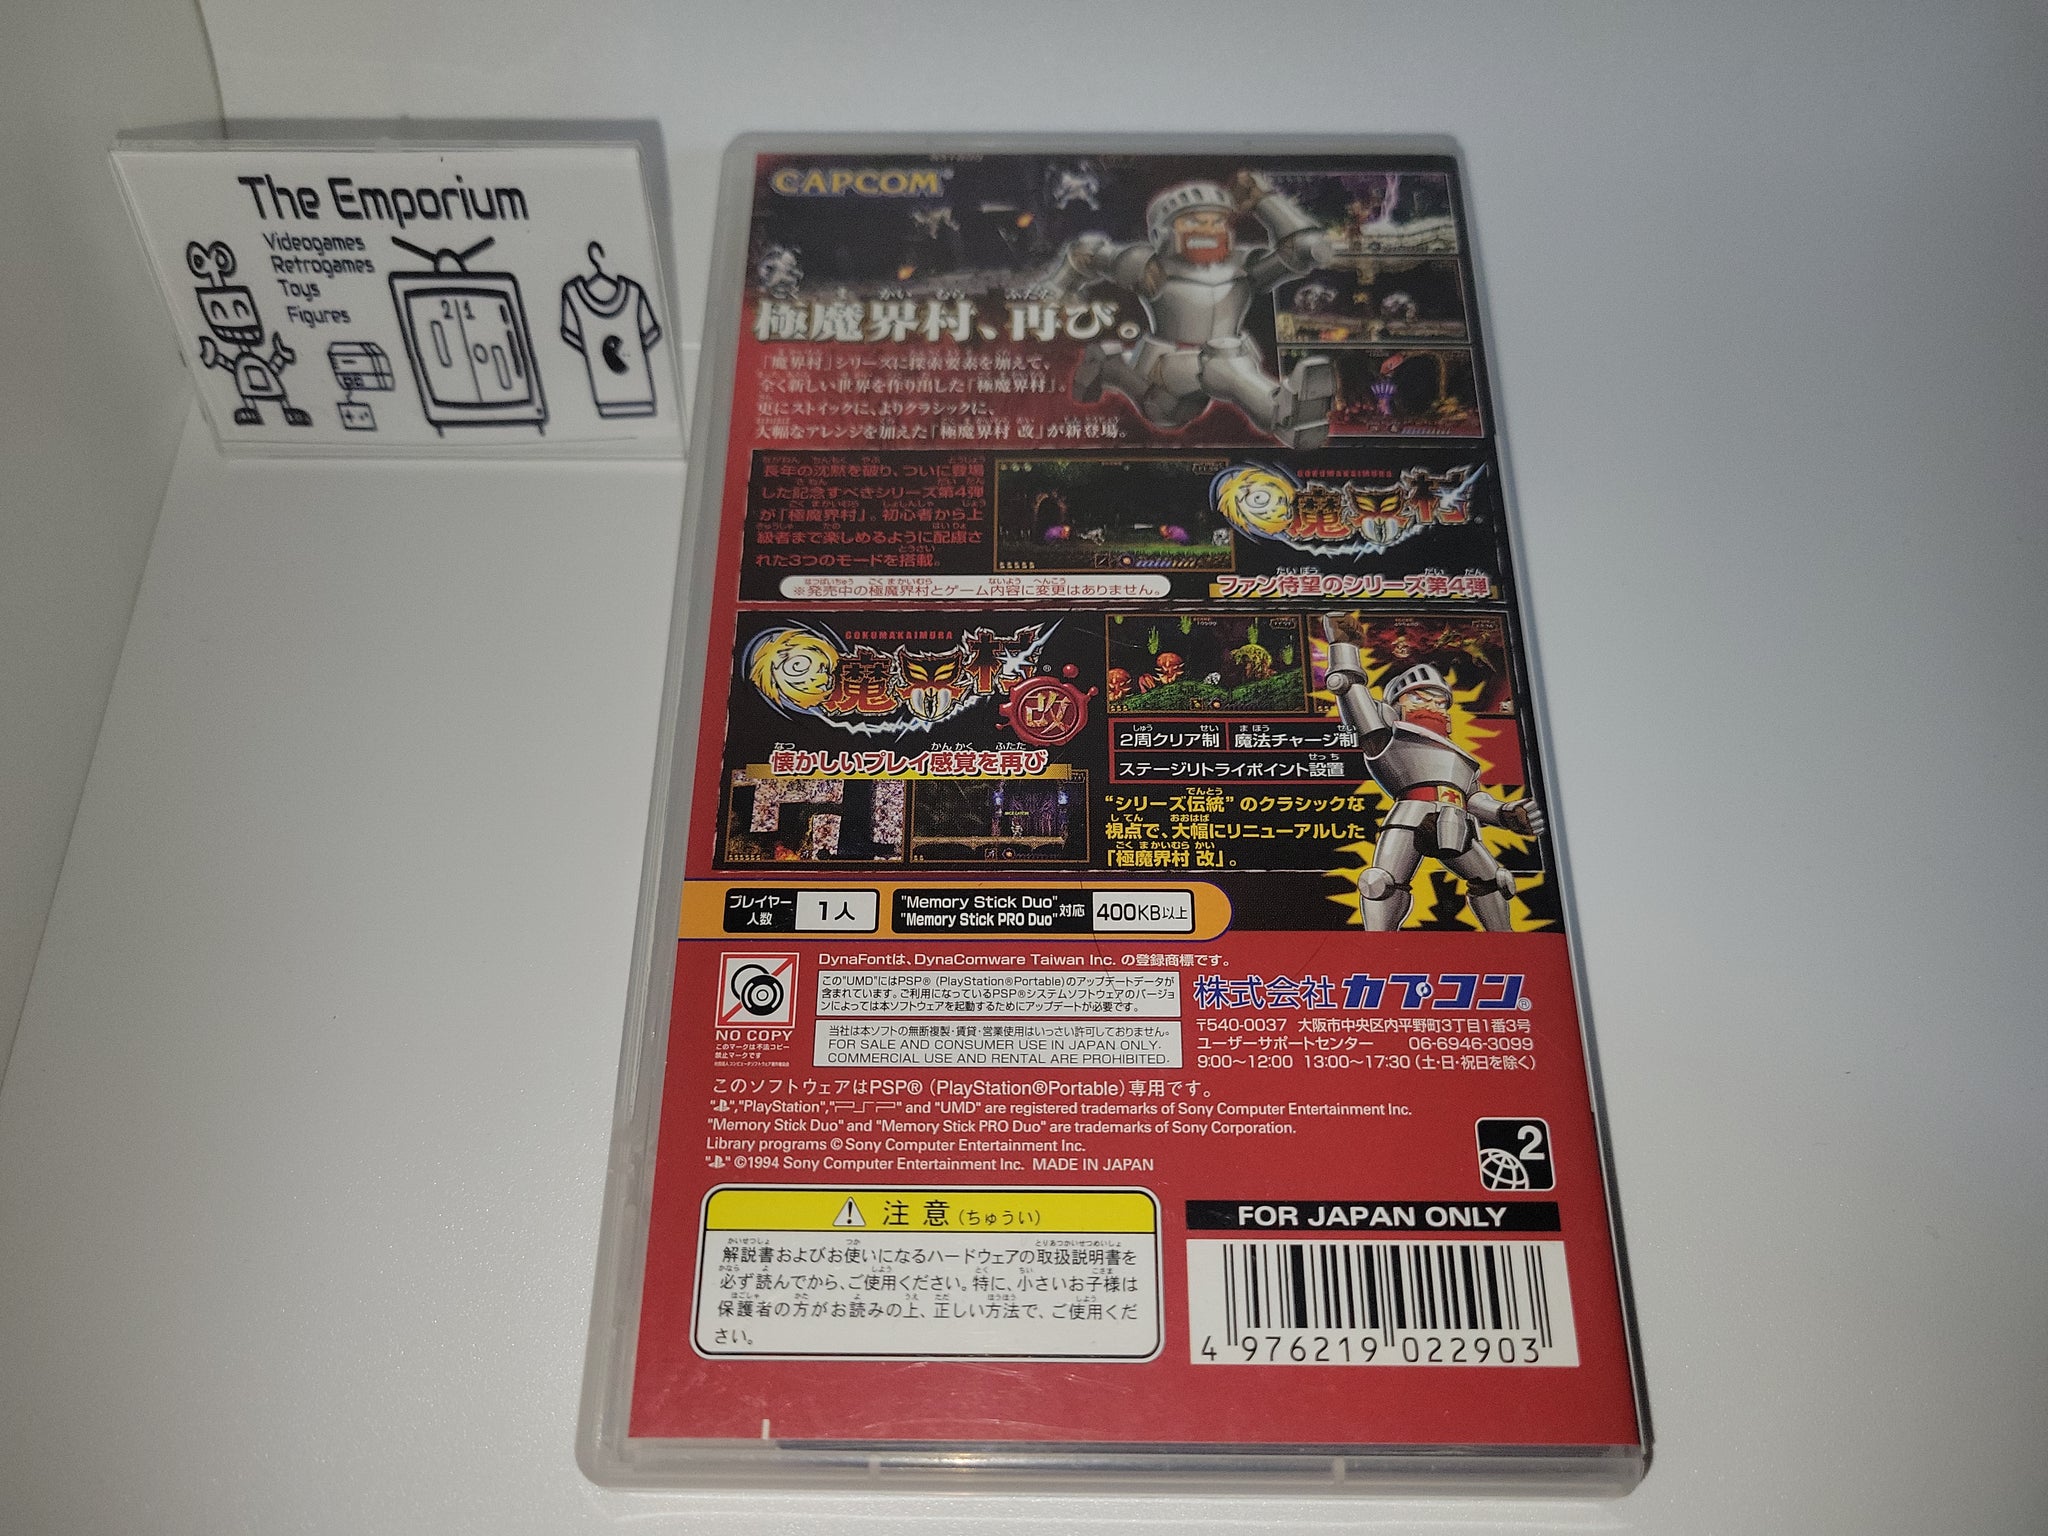 The Emporium
Videogames
Retrogames
Toys
Figures
2 1
CAPCOM
極魔界村、再び。
「魔界村」シリーズに探索要素を加えて、
全く新しい世界を作り出した「極魔界村」。
更にストイックに、よりクラシックに、
大幅なアレンジを加えた「極魔界村 改」が新登場。
長年の沈黙を破り、ついに登場
した記念すべきシリーズ第4弾
が「極魔界村」。初心者から上
級者まで楽しめるように配慮さ
れた3つのモードを搭載。
※発売中の極魔界村とゲーム内容に変更はありません。
GOKUMAKAIMURA
極魔界村
ファン待望のシリーズ第4弾
GOKUMAKAIMURA
極魔界村
改
懐かしいプレイ感覚を再び
2周クリア制
魔法チャージ制
ステージリトライポイント設置
“シリーズ伝統”のクラシックな
視点で、大幅にリニューアルした
「極魔界村 改」。
プレイヤー人数 1人
"Memory Stick Duo"
"Memory Stick PRO Duo" 対応 400KB以上
NO COPY
このマークは不法コピー
禁止マークです
DynaFontは、DynaComware Taiwan Inc. の登録商標です。
この"UMD"にはPSP® (PlayStation®Portable)のアップデートデータが
含まれています。ご利用になっているPSP®システムソフトウェアのバージョ
ンによっては本ソフトウェアを起動するためにアップデートが必要です。
当社は本ソフトの無断複製・賃貸・営業使用はいっさい許可しておりません。
FOR SALE AND CONSUMER USE IN JAPAN ONLY.
COMMERCIAL USE AND RENTAL ARE PROHIBITED.
株式会社カプコン®
〒540-0037 大阪市中央区内平野町3丁目1番3号
ユーザーサポートセンター 06-6946-3099
9:00〜12:00 13:00〜17:30 (土・日・祝日を除く)
このソフトウェアはPSP® (PlayStation®Portable) 専用です。
" ","PlayStation","PSP" and "UMD" are registered trademarks of Sony Computer Entertainment Inc.
"Memory Stick Duo" and "Memory Stick PRO Duo" are trademarks of Sony Corporation.
Library programs © Sony Computer Entertainment Inc.
" " ©1994 Sony Computer Entertainment Inc. MADE IN JAPAN
2
注意(ちゅうい)
解説書およびお使いになるハードウェアの取扱説明書を
必ず読んでから、ご使用ください。特に、小さいお子様は
保護者の方がお読みの上、正しい方法で、ご使用くだ
さい。
FOR JAPAN ONLY
4 976219 022903